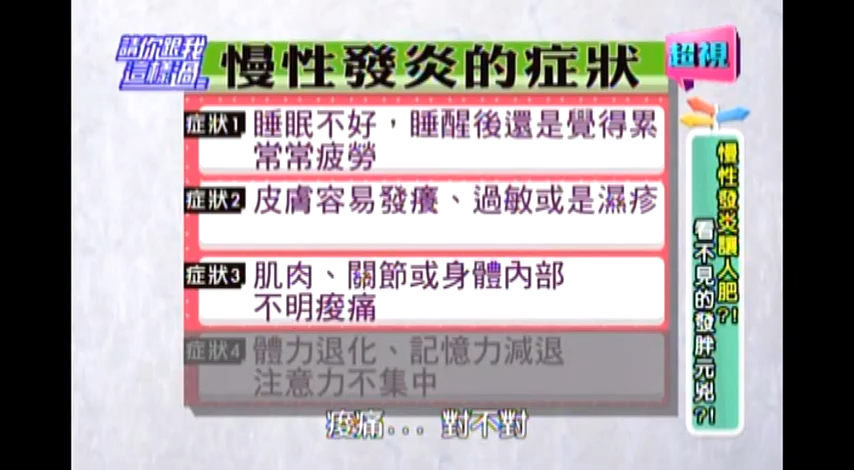 請你跟我
這樣過
慢性發炎的症狀
超視
症狀1
睡眠不好，睡醒後還是覺得累
常常疲勞
症狀2
皮膚容易發癢、過敏或是濕疹
症狀3
肌肉、關節或身體內部
不明痠痛
症狀4
體力退化、記憶力減退
注意力不集中
慢性發炎讓人肥?!
看不見的發胖元兇?!
痠痛... 對不對